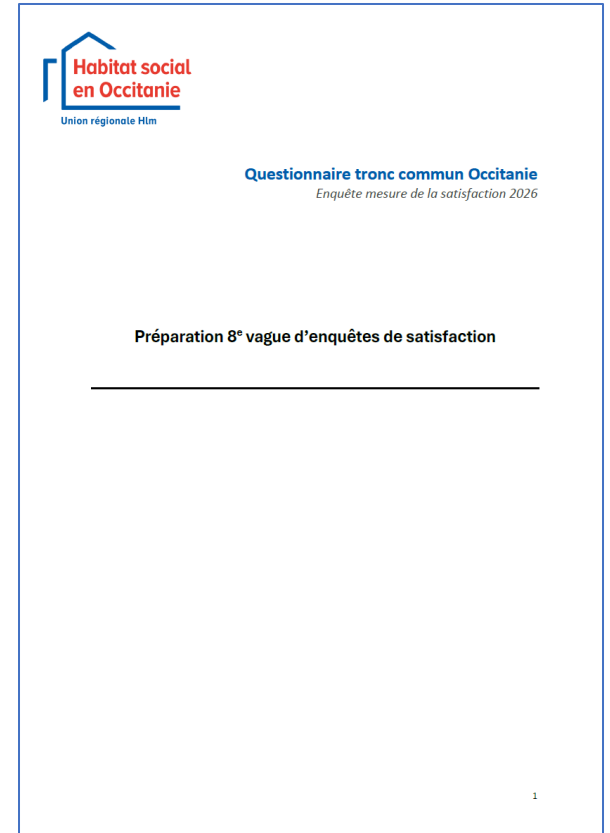 Habitat social
en Occitanie
Union régionale Hlm
Questionnaire tronc commun Occitanie
Enquête mesure de la satisfaction 2026
Préparation 8e vague d’enquêtes de satisfaction
1